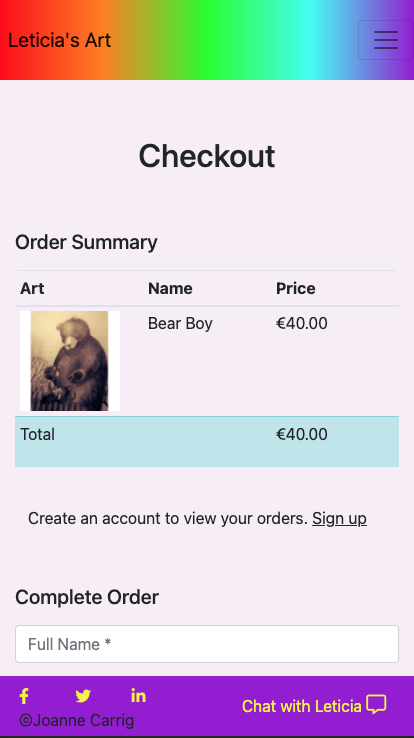 Leticia's Art
Checkout
Order Summary
Art Name Price
Bear Boy €40.00
Total €40.00
Create an account to view your orders. Sign up
Complete Order
Full Name *
Chat with Leticia
©Joanne Carrig